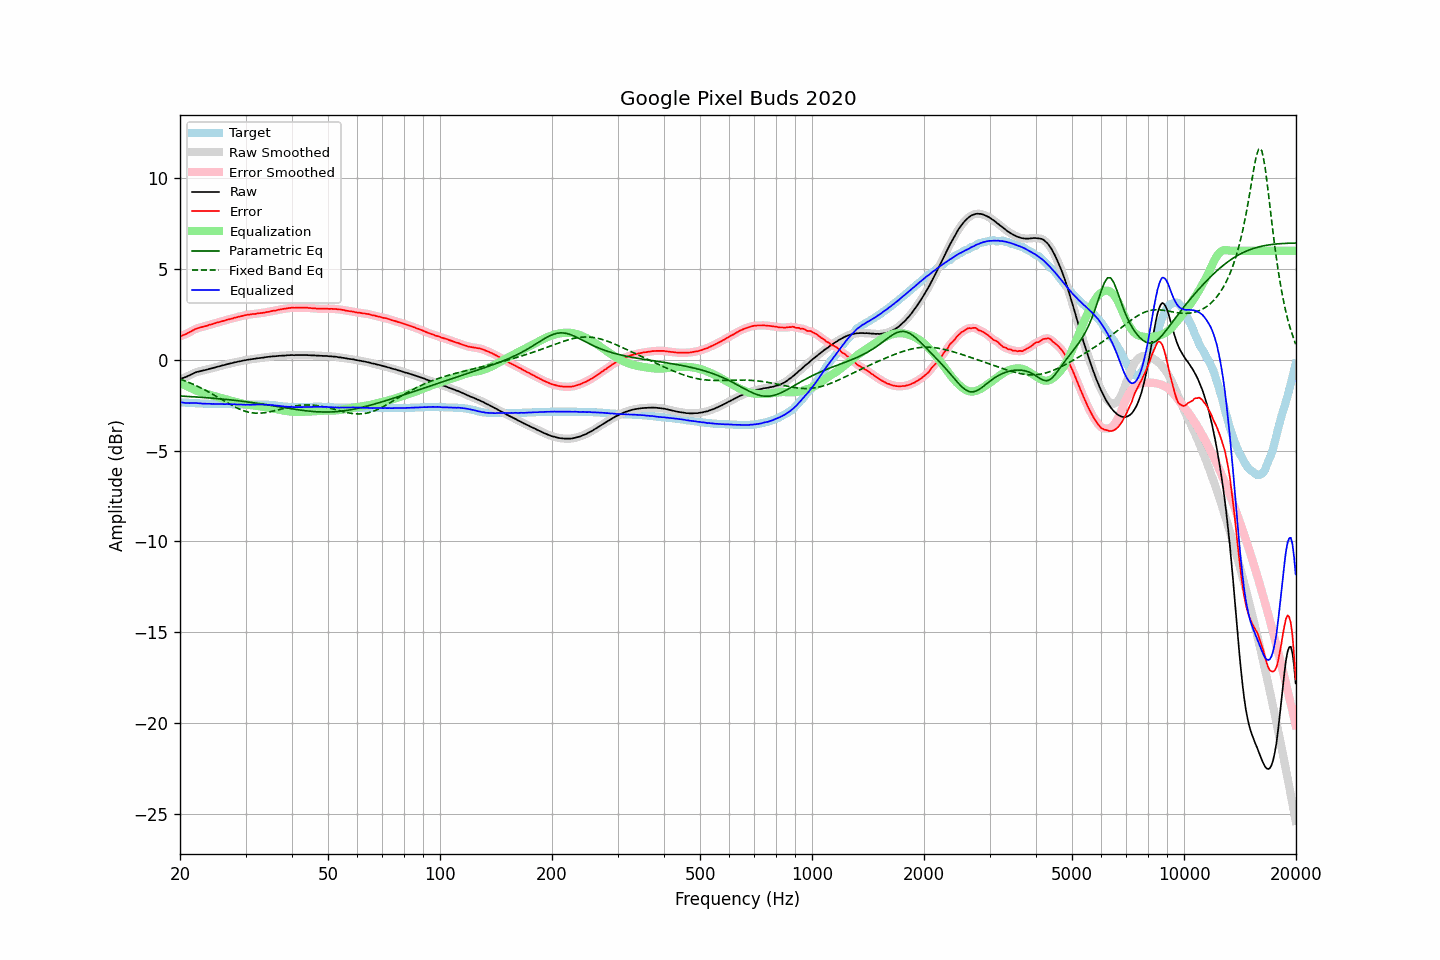 Google Pixel Buds 2020
Target
Raw Smoothed
Error Smoothed
Raw
Error
Equalization
Parametric Eq
Fixed Band Eq
Equalized
10
5
0
−5
−10
−15
−20
−25
Amplitude (dBr)
20
50
100
200
500
1000
2000
5000
10000
20000
Frequency (Hz)